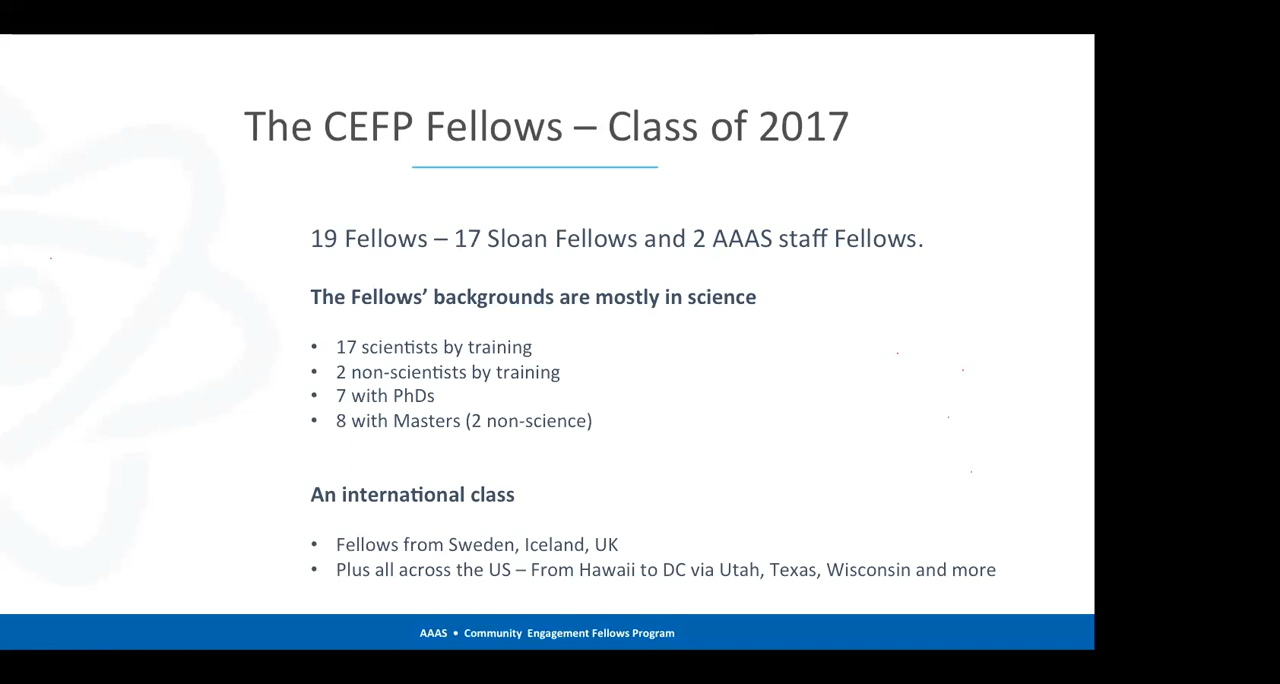 The CEFP Fellows – Class of 2017
19 Fellows – 17 Sloan Fellows and 2 AAAS staff Fellows.
The Fellows’ backgrounds are mostly in science
• 17 scientists by training
• 2 non-scientists by training
• 7 with PhDs
• 8 with Masters (2 non-science)
An international class
• Fellows from Sweden, Iceland, UK
• Plus all across the US – From Hawaii to DC via Utah, Texas, Wisconsin and more
AAAS • Community Engagement Fellows Program